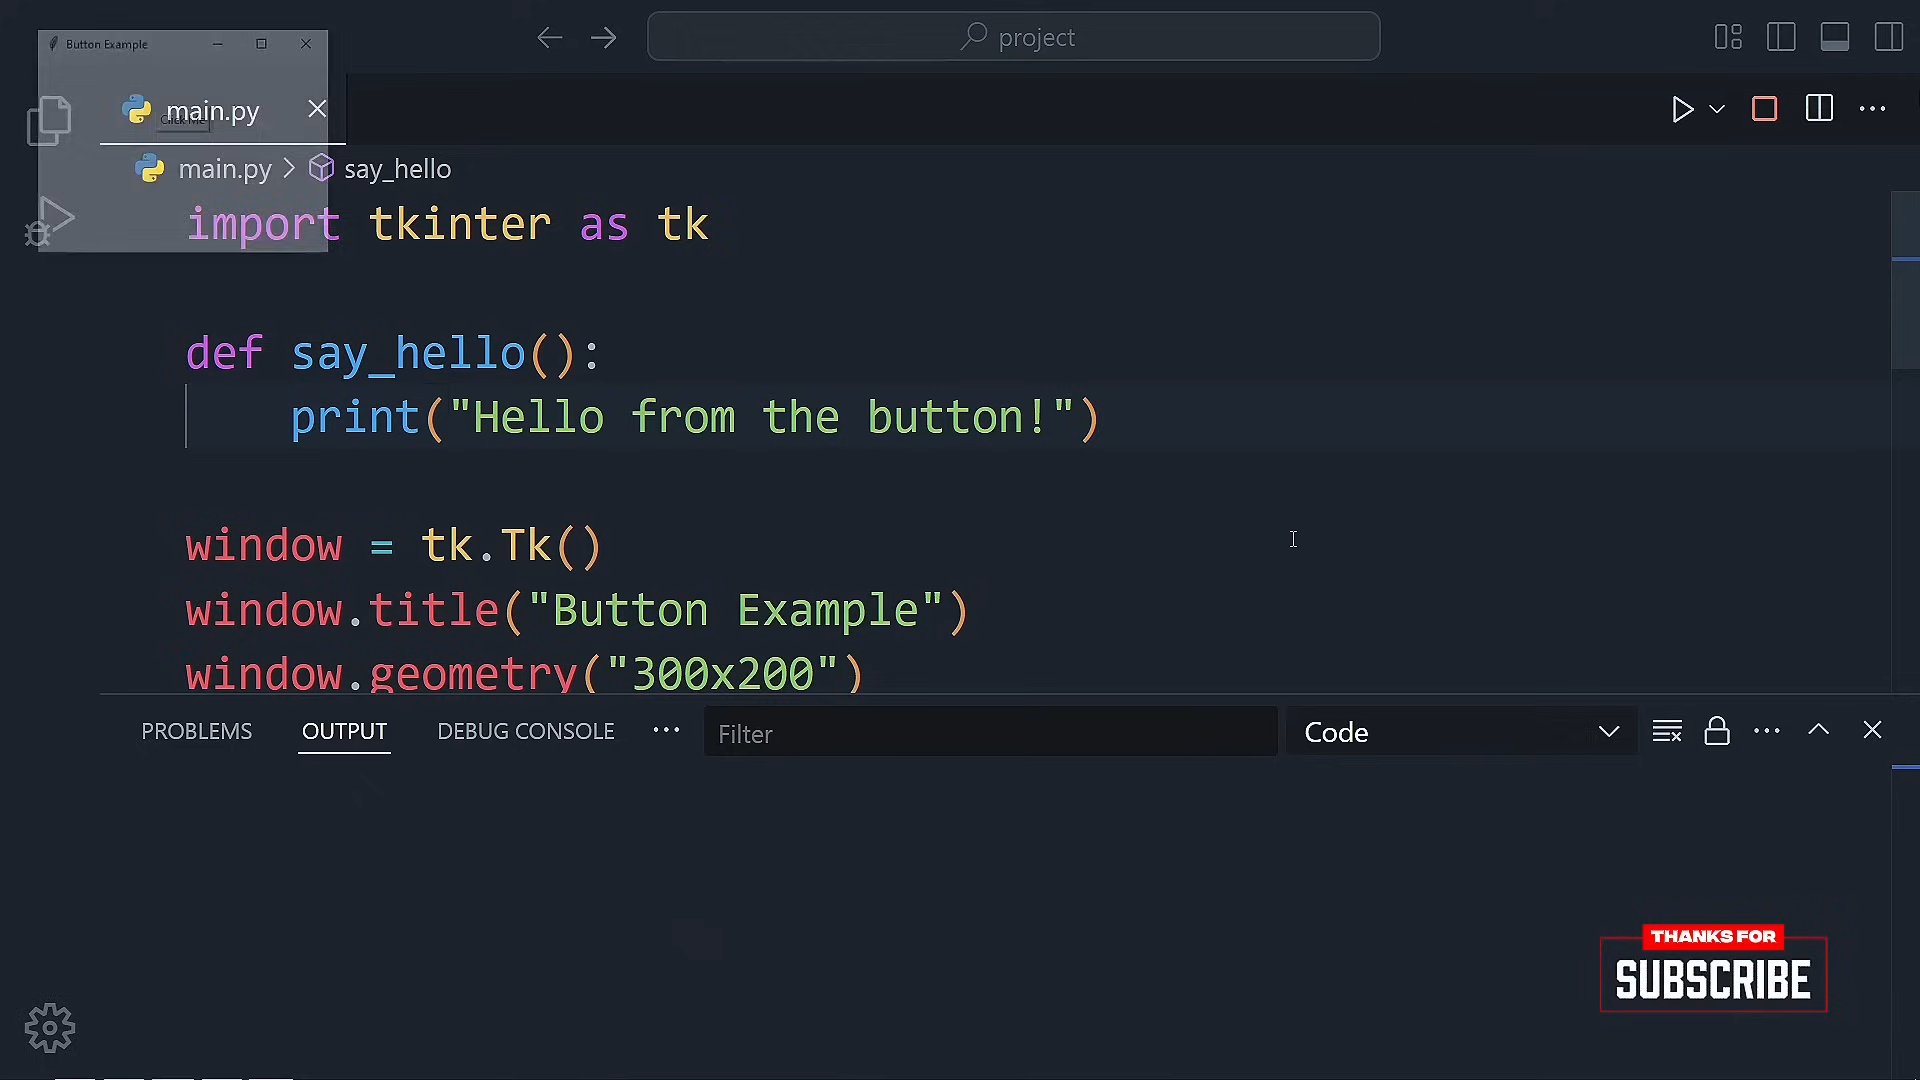 Button Example
project
main.py
Click Me
main.py > say_hello
import tkinter as tk
def say_hello():
print("Hello from the button!")
window = tk.Tk()
window.title("Button Example")
window.geometry("300x200")
PROBLEMS OUTPUT DEBUG CONSOLE ... Filter Code
THANKS FOR
SUBSCRIBE